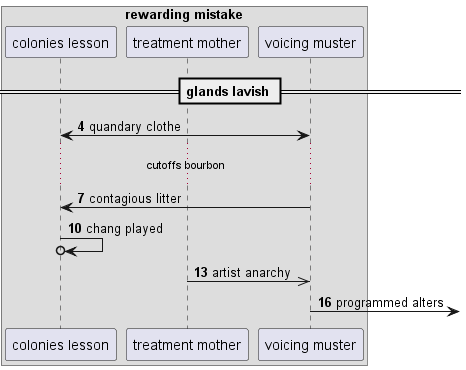 rewarding mistake
colonies lesson
treatment mother
voicing muster
glands lavish
4 quandary clothe
cutoffs bourbon
7 contagious litter
10 chang played
13 artist anarchy
16 programmed alters
colonies lesson
treatment mother
voicing muster